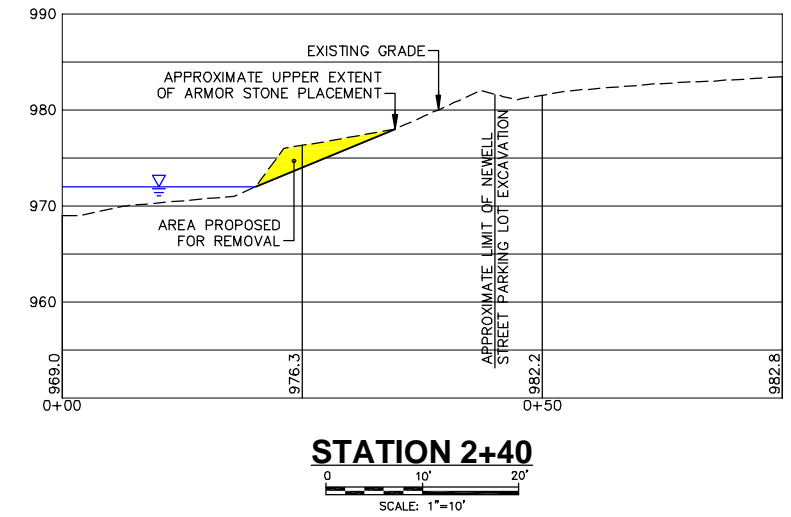 990
EXISTING GRADE
APPROXIMATE UPPER EXTENT
OF ARMOR STONE PLACEMENT
980
970
AREA PROPOSED
FOR REMOVAL
APPROXIMATE LIMIT OF NEWELL
STREET PARKING LOT EXCAVATION
960
969.0
976.3
982.2
982.8
0+00
0+50
STATION 2+40
0 10' 20'
SCALE: 1"=10'